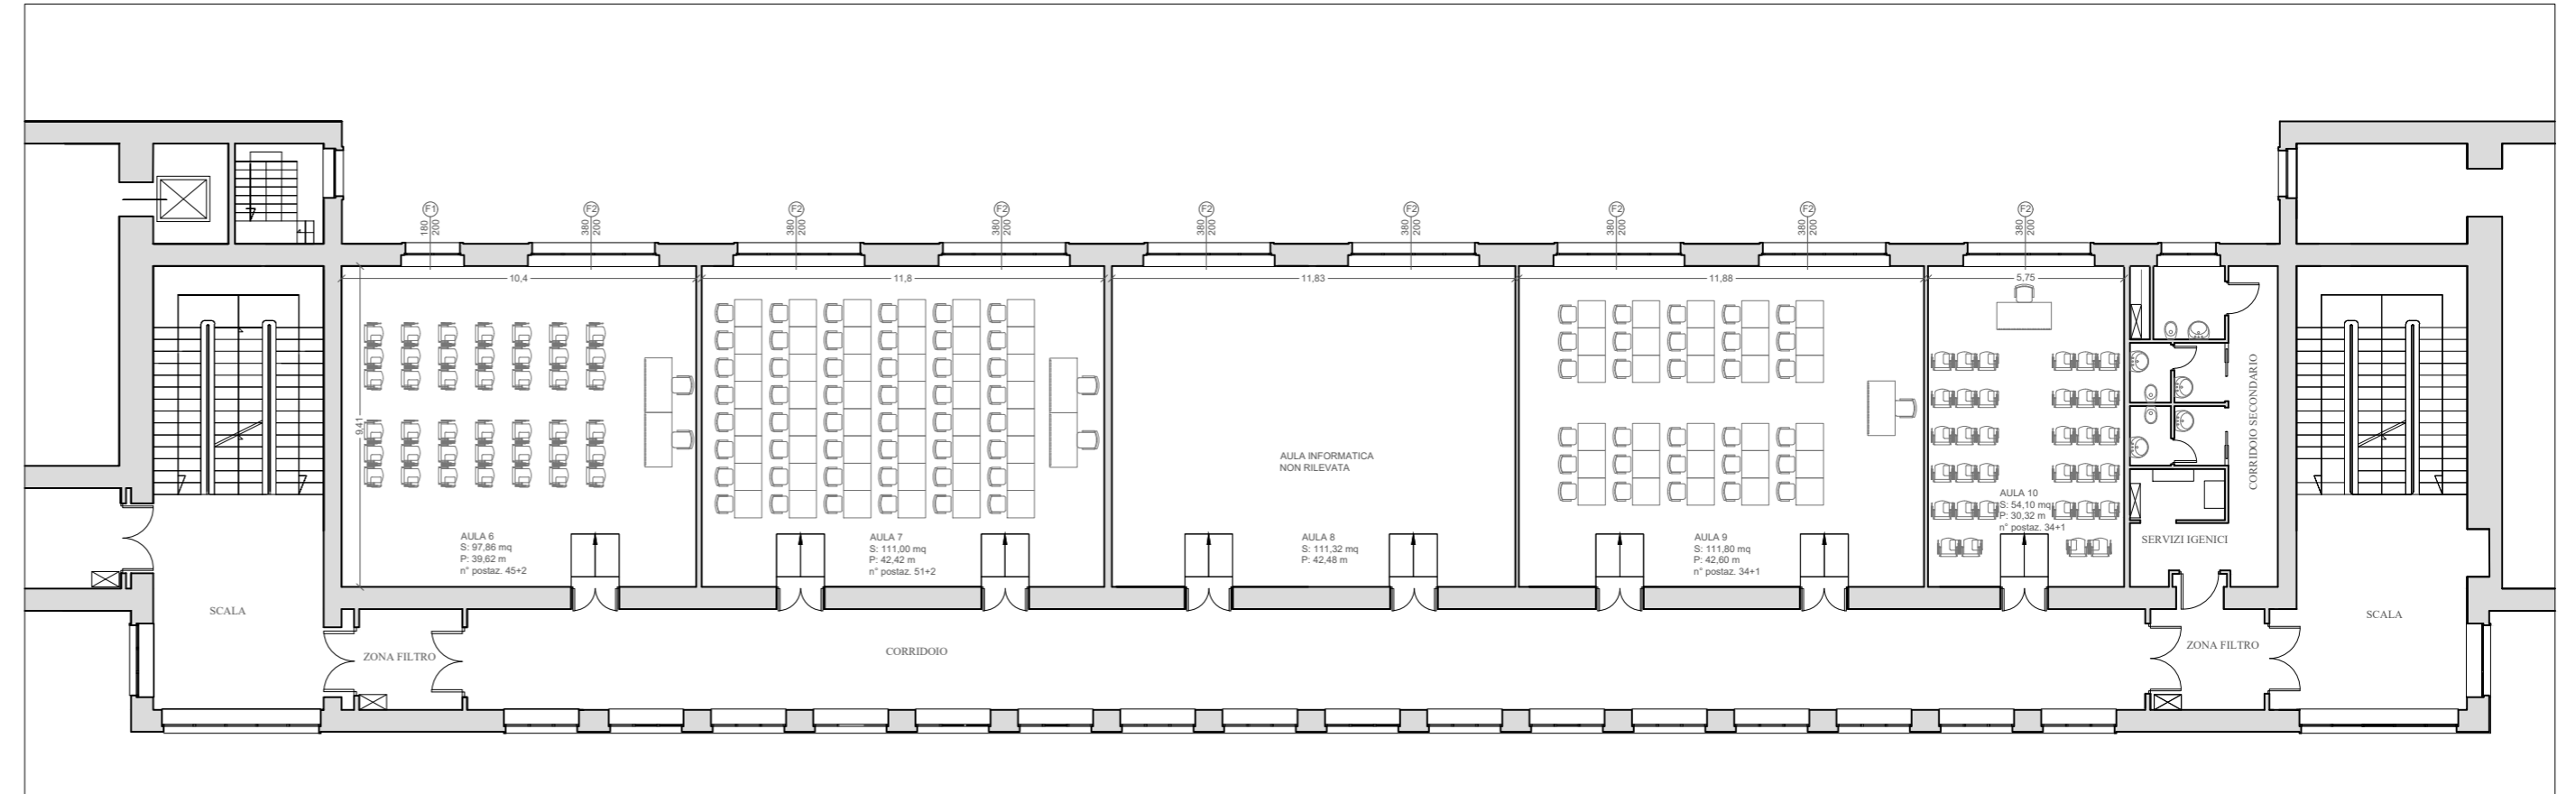 F1
180
200
F2
380
200
F2
380
200
F2
380
200
F2
380
200
F2
380
200
F2
380
200
F2
380
200
F2
380
200
10,4
11,8
11,83
11,88
5,75
9,41
AULA 6
S: 97,86 mq
P: 39,62 m
n° postaz. 45+2
AULA 7
S: 111,00 mq
P: 42,42 m
n° postaz. 51+2
AULA INFORMATICA
NON RILEVATA
AULA 8
S: 111,32 mq
P: 42,48 m
AULA 9
S: 111,80 mq
P: 42,60 m
n° postaz. 34+1
AULA 10
S: 54,10 mq
P: 30,32 m
n° postaz. 34+1
SERVIZI IGENICI
CORRIDOIO SECONDARIO
SCALA
ZONA FILTRO
CORRIDOIO
ZONA FILTRO
SCALA